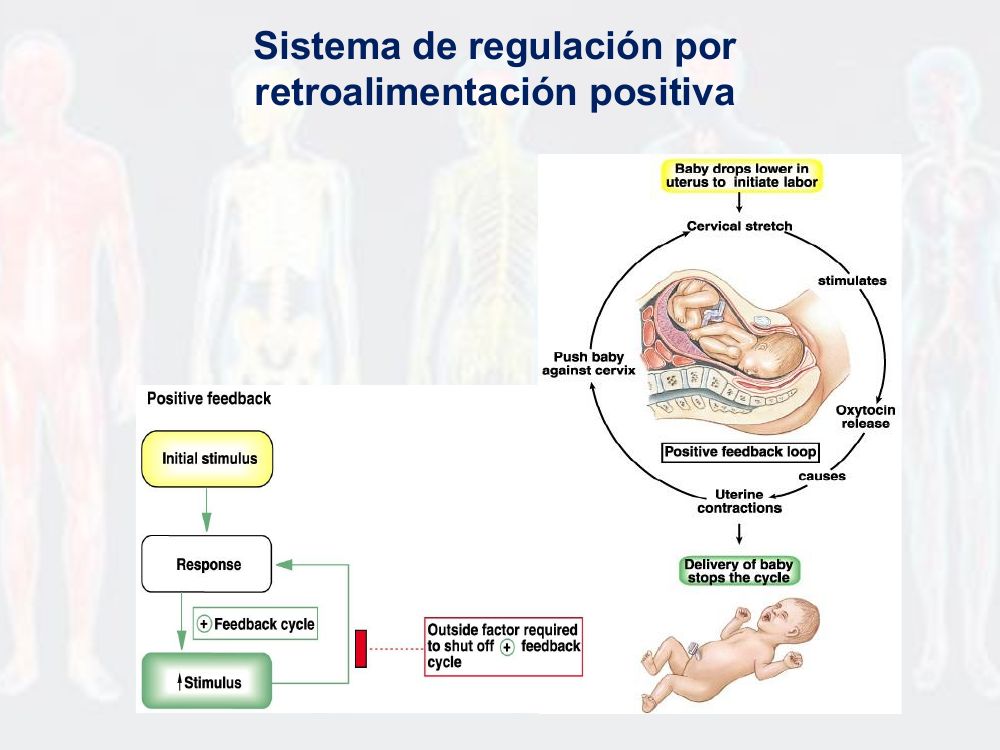 Sistema de regulación por
retroalimentación positiva
Baby drops lower in
uterus to initiate labor
Cervical stretch
stimulates
Push baby
against cervix
Oxytocin
release
Positive feedback loop
causes
Uterine
contractions
Delivery of baby
stops the cycle
Positive feedback
Initial stimulus
Response
+ Feedback cycle
Outside factor required
to shut off + feedback
cycle
↑Stimulus